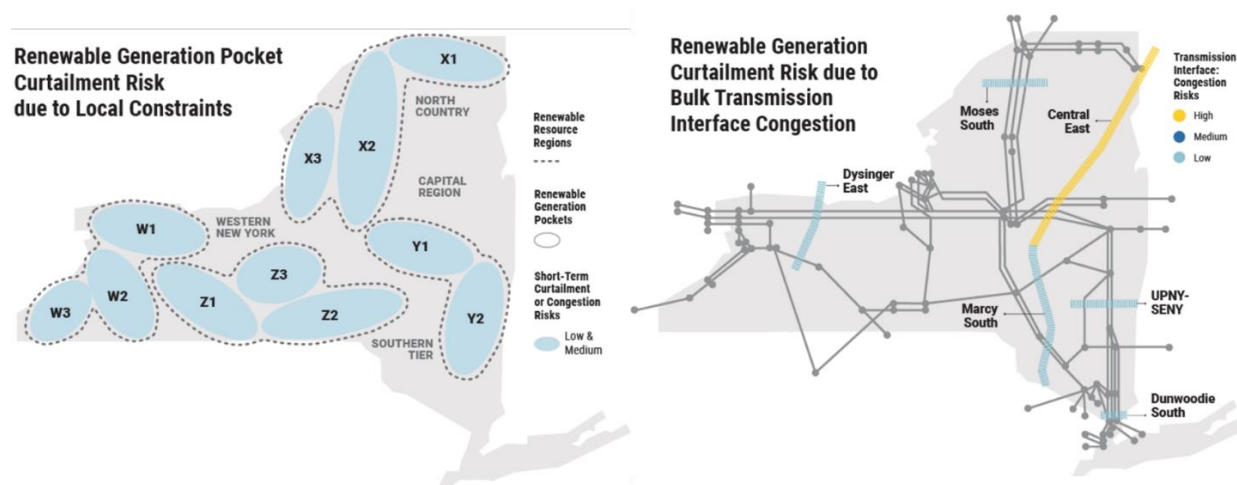 Renewable Generation Pocket
Curtailment Risk
due to Local Constraints
X1
NORTH
COUNTRY
X2
X3
CAPITAL
REGION
W1
WESTERN
NEW YORK
Y1
Z3
W2
Z1
W3
Z2
Y2
SOUTHERN
TIER
Renewable
Resource
Regions
Renewable
Generation
Pockets
Short-Term
Curtailment
or Congestion
Risks
Low &
Medium
Renewable Generation
Curtailment Risk due to
Bulk Transmission
Interface Congestion
Moses
South
Central
East
Dysinger
East
Marcy
South
UPNY-
SENY
Dunwoodie
South
Transmission
Interface:
Congestion
Risks
High
Medium
Low